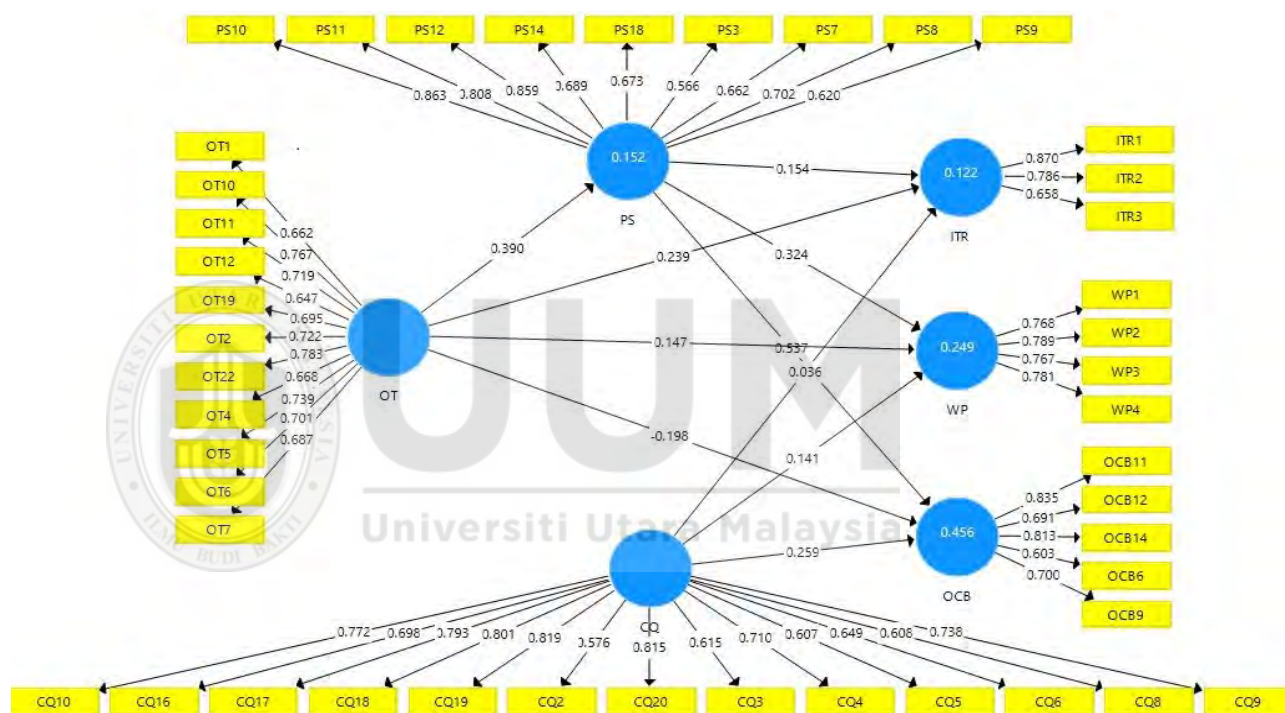 PS10 PS11 PS12 PS14 PS18 PS3 PS7 PS8 PS9
0.863 0.808 0.859 0.689 0.673 0.566 0.662 0.702 0.620
OT1
OT10
OT11
OT12
OT19
OT2
OT22
OT4
OT5
OT6
OT7
0.662
0.767
0.719
0.647
0.695
0.722
0.783
0.668
0.739
0.701
0.687
OT
0.390
0.152
PS
0.154
0.239
0.324
0.147
0.537
0.036
-0.198
0.141
0.259
0.122
ITR
0.870
0.786
0.658
ITR1
ITR2
ITR3
0.249
WP
0.768
0.789
0.767
0.781
WP1
WP2
WP3
WP4
0.456
OCB
0.835
0.691
0.813
0.603
0.700
OCB11
OCB12
OCB14
OCB6
OCB9
UUM
Universiti Utara Malaysia
UNIVERSITI UTARA MALAYSIA
ILMU BUDI BAKTI
CQ
0.772 0.698 0.793 0.801 0.819 0.576 0.815 0.615 0.710 0.607 0.649 0.608 0.738
CQ10 CQ16 CQ17 CQ18 CQ19 CQ2 CQ20 CQ3 CQ4 CQ5 CQ6 CQ8 CQ9